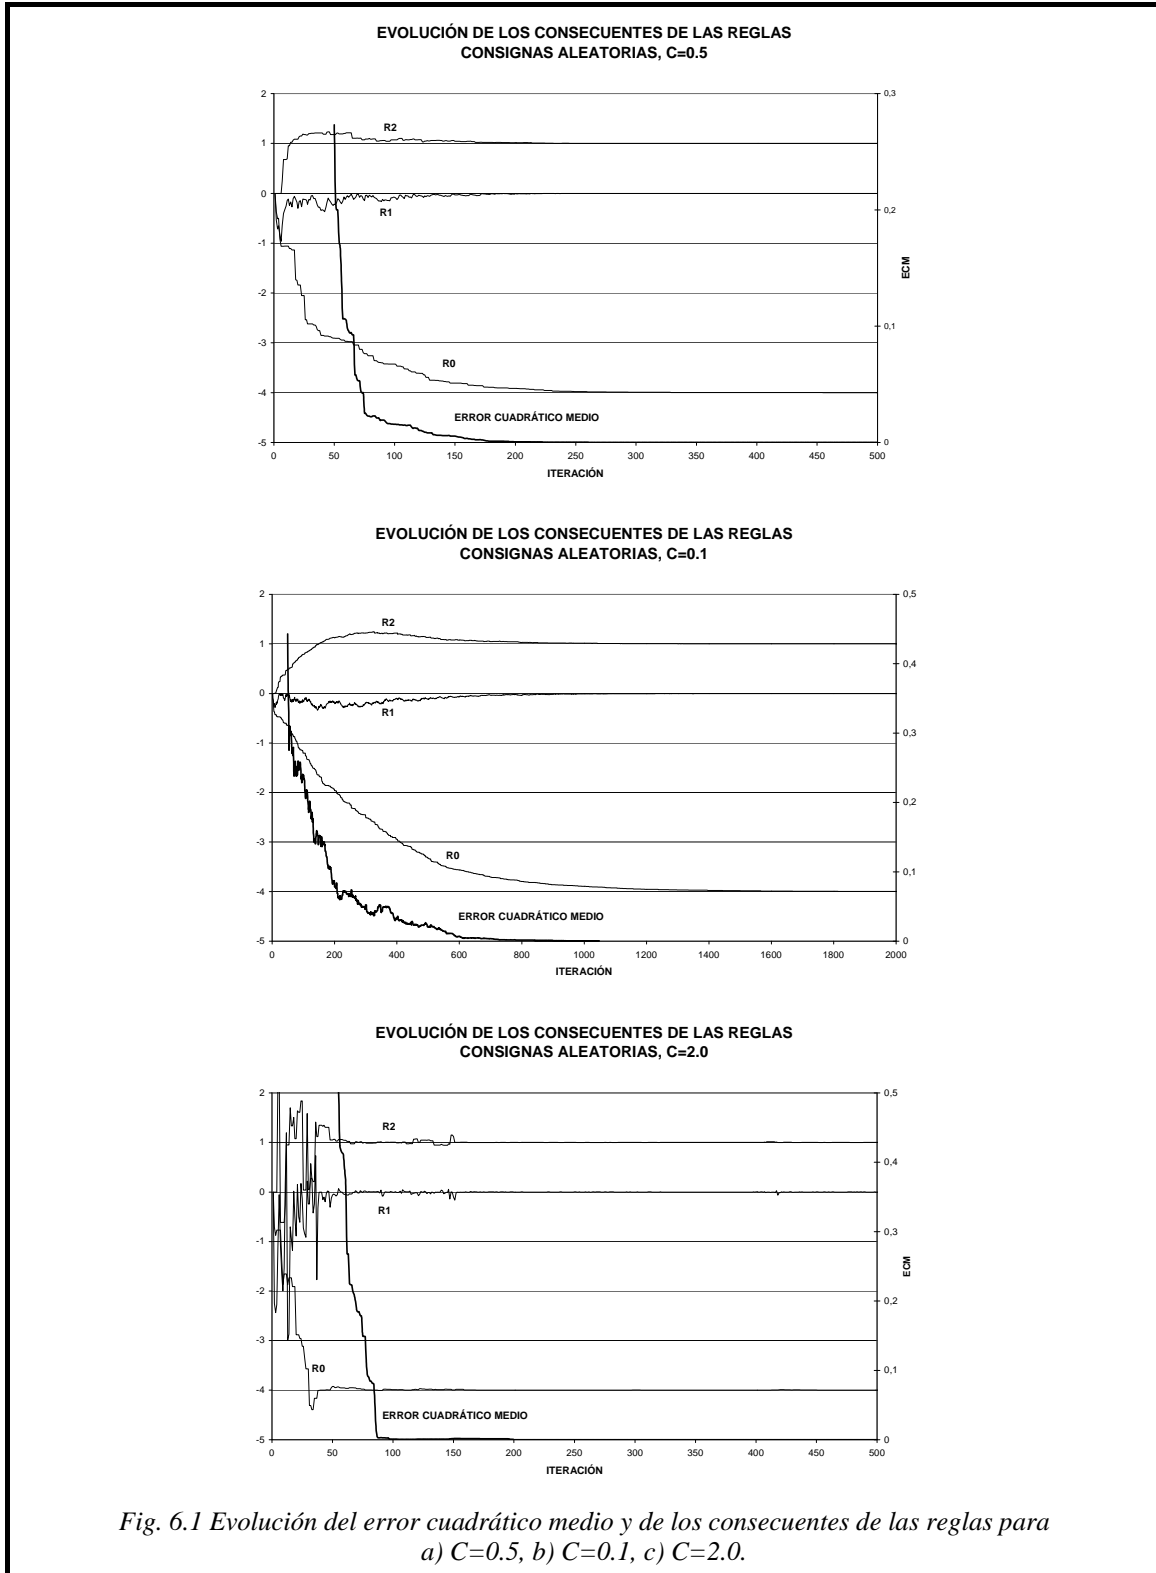 EVOLUCIÓN DE LOS CONSECUENTES DE LAS REGLAS
CONSIGNAS ALEATORIAS, C=0.5
2
1
0
-1
-2
-3
-4
-5
0,3
0,2
0,1
0
ECM
R2
R1
R0
ERROR CUADRÁTICO MEDIO
0 50 100 150 200 250 300 350 400 450 500
ITERACIÓN
EVOLUCIÓN DE LOS CONSECUENTES DE LAS REGLAS
CONSIGNAS ALEATORIAS, C=0.1
2
1
0
-1
-2
-3
-4
-5
0,5
0,4
0,3
0,2
0,1
0
R2
R1
R0
ERROR CUADRÁTICO MEDIO
0 200 400 600 800 1000 1200 1400 1600 1800 2000
ITERACIÓN
EVOLUCIÓN DE LOS CONSECUENTES DE LAS REGLAS
CONSIGNAS ALEATORIAS, C=2.0
2
1
0
-1
-2
-3
-4
-5
0,5
0,4
0,3
0,2
0,1
0
ECM
R2
R1
R0
ERROR CUADRÁTICO MEDIO
0 50 100 150 200 250 300 350 400 450 500
ITERACIÓN
Fig. 6.1 Evolución del error cuadrático medio y de los consecuentes de las reglas para
a) C=0.5, b) C=0.1, c) C=2.0.